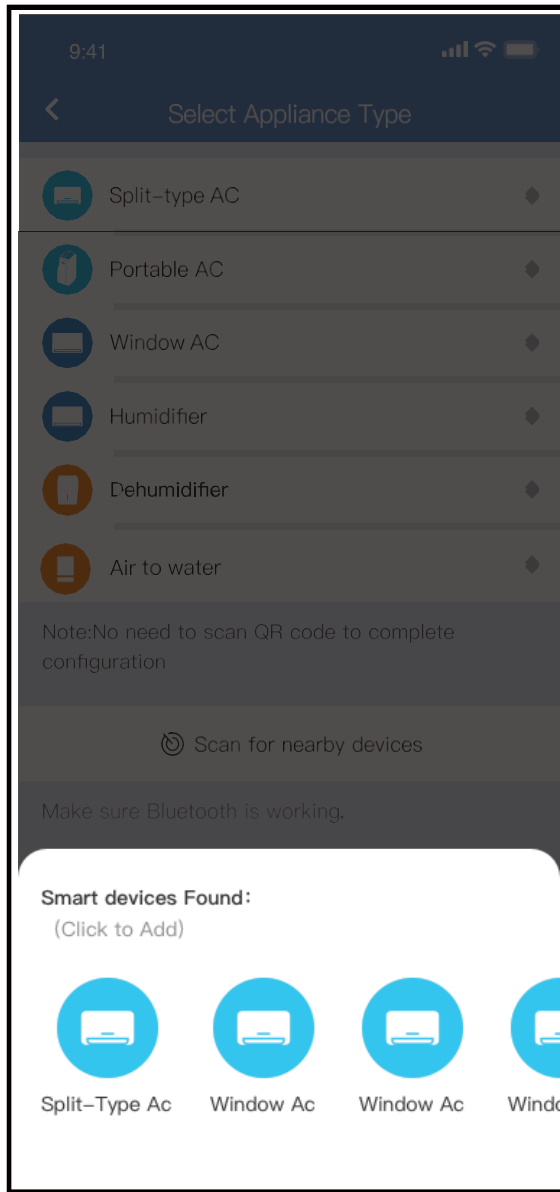 9:41
Select Appliance Type
Split-type AC
Portable AC
Window AC
Humidifier
Dehumidifier
Air to water
Note:No need to scan QR code to complete
configuration
Scan for nearby devices
Make sure Bluetooth is working.
Smart devices Found:
(Click to Add)
Split-Type Ac
Window Ac
Window Ac